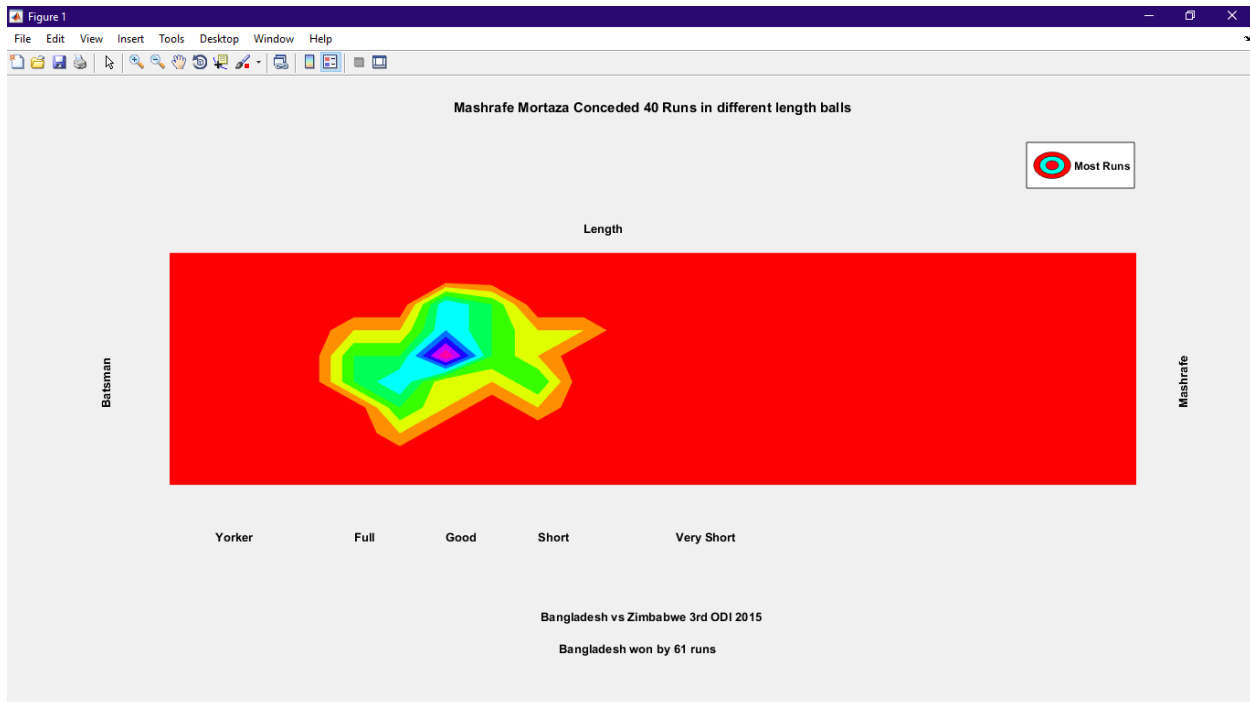 Figure 1
File Edit View Insert Tools Desktop Window Help
Mashrafe Mortaza Conceded 40 Runs in different length balls
Most Runs
Length
Batsman
Mashrafe
Yorker Full Good Short Very Short
Bangladesh vs Zimbabwe 3rd ODI 2015
Bangladesh won by 61 runs